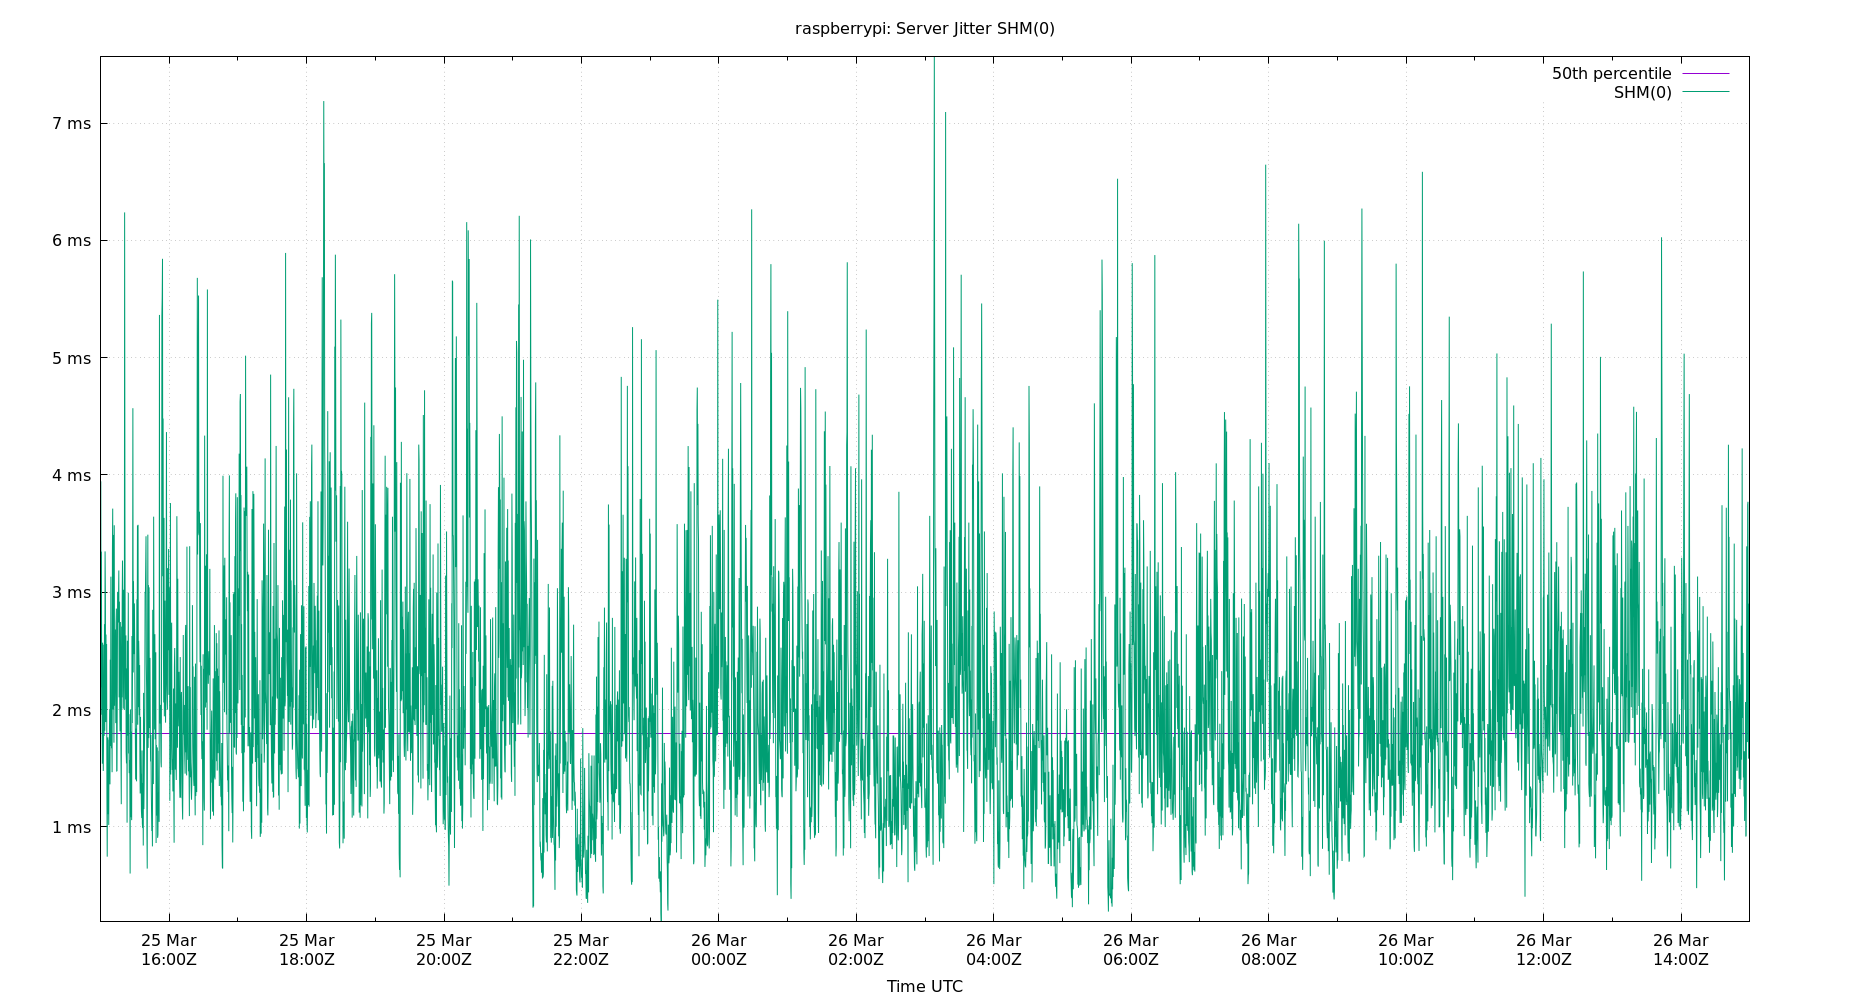 raspberrypi: Server Jitter SHM(0)
50th percentile
SHM(0)
7 ms
6 ms
5 ms
4 ms
3 ms
2 ms
1 ms
25 Mar 25 Mar 25 Mar 25 Mar 26 Mar 26 Mar 26 Mar 26 Mar 26 Mar 26 Mar 26 Mar 26 Mar
16:00Z 18:00Z 20:00Z 22:00Z 00:00Z 02:00Z 04:00Z 06:00Z 08:00Z 10:00Z 12:00Z 14:00Z
Time UTC